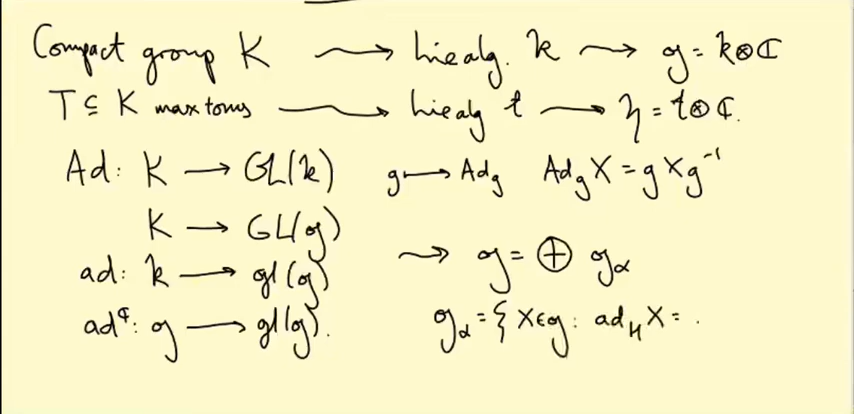 Compact group K ⟿ Lie alg. 𝔨 ⟿ 𝔤 = 𝔨⊗ℂ
T ⊆ K max torus ⟿ Lie alg 𝔱 ⟿ 𝔥 = 𝔱⊗ℂ.
Ad: K → GL(𝔨) g ↦ Ad_g Ad_g X = g X g⁻¹
K → GL(𝔤)
ad: 𝔨 → gl(𝔤) ⟿ 𝔤 = ⊕ 𝔤_α
ad^ℂ: 𝔤 → gl(𝔤). 𝔤_α = { X ∈ 𝔤 : ad_H X = .